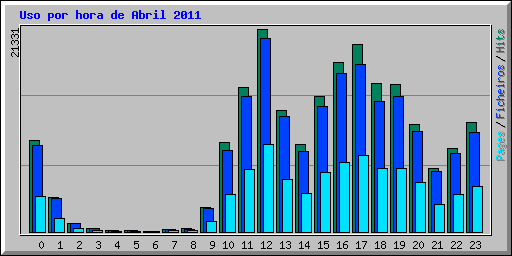 Uso por hora de Abril 2011
21331
Pages / Ficheiros / Hits
0 1 2 3 4 5 6 7 8 9 10 11 12 13 14 15 16 17 18 19 20 21 22 23